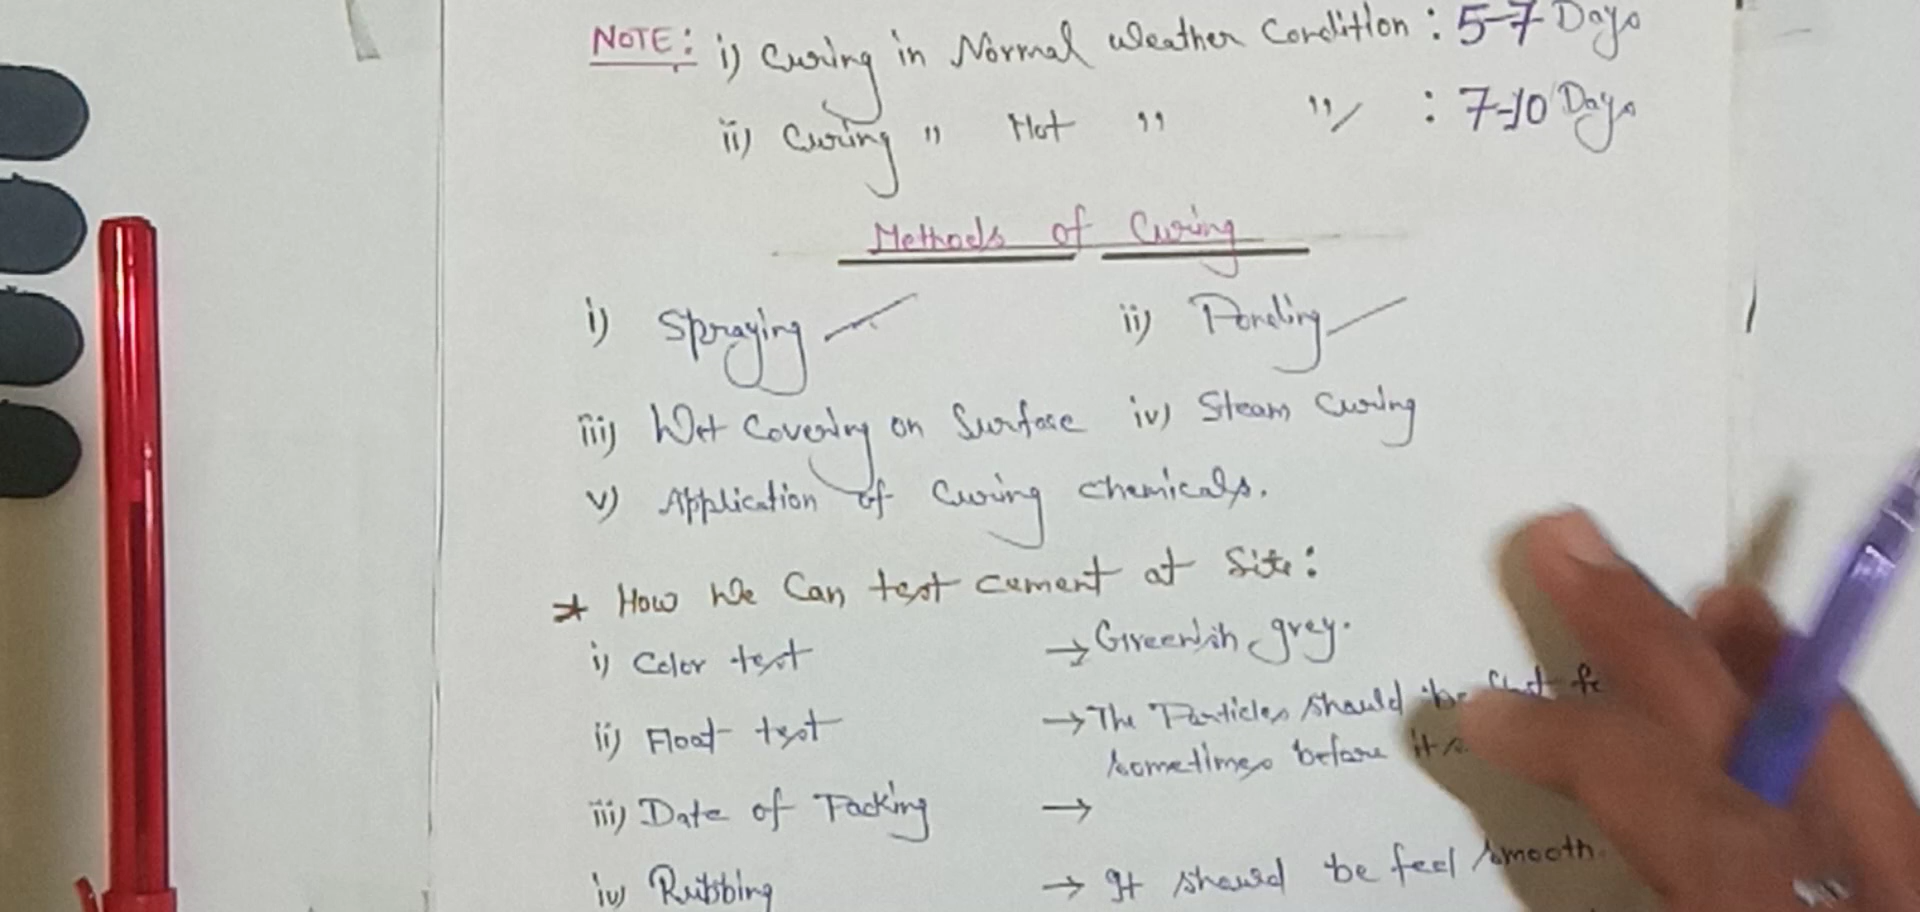 NOTE: i) Curing in Normal Weather Condition : 5-7 Days
ii) Curing " Hot " " : 7-10 Days
Methods of Curing
i) Spraying
ii) Ponding
iii) Wet Covering on Surface iv) Steam Curing
v) Application of Curing chemicals.
* How We Can test cement at Site:
i) Color test → Greenish grey.
ii) Float test → The Particles should be
sometimes before
iii) Date of Packing →
iv) Rubbing → It should be feel smooth.